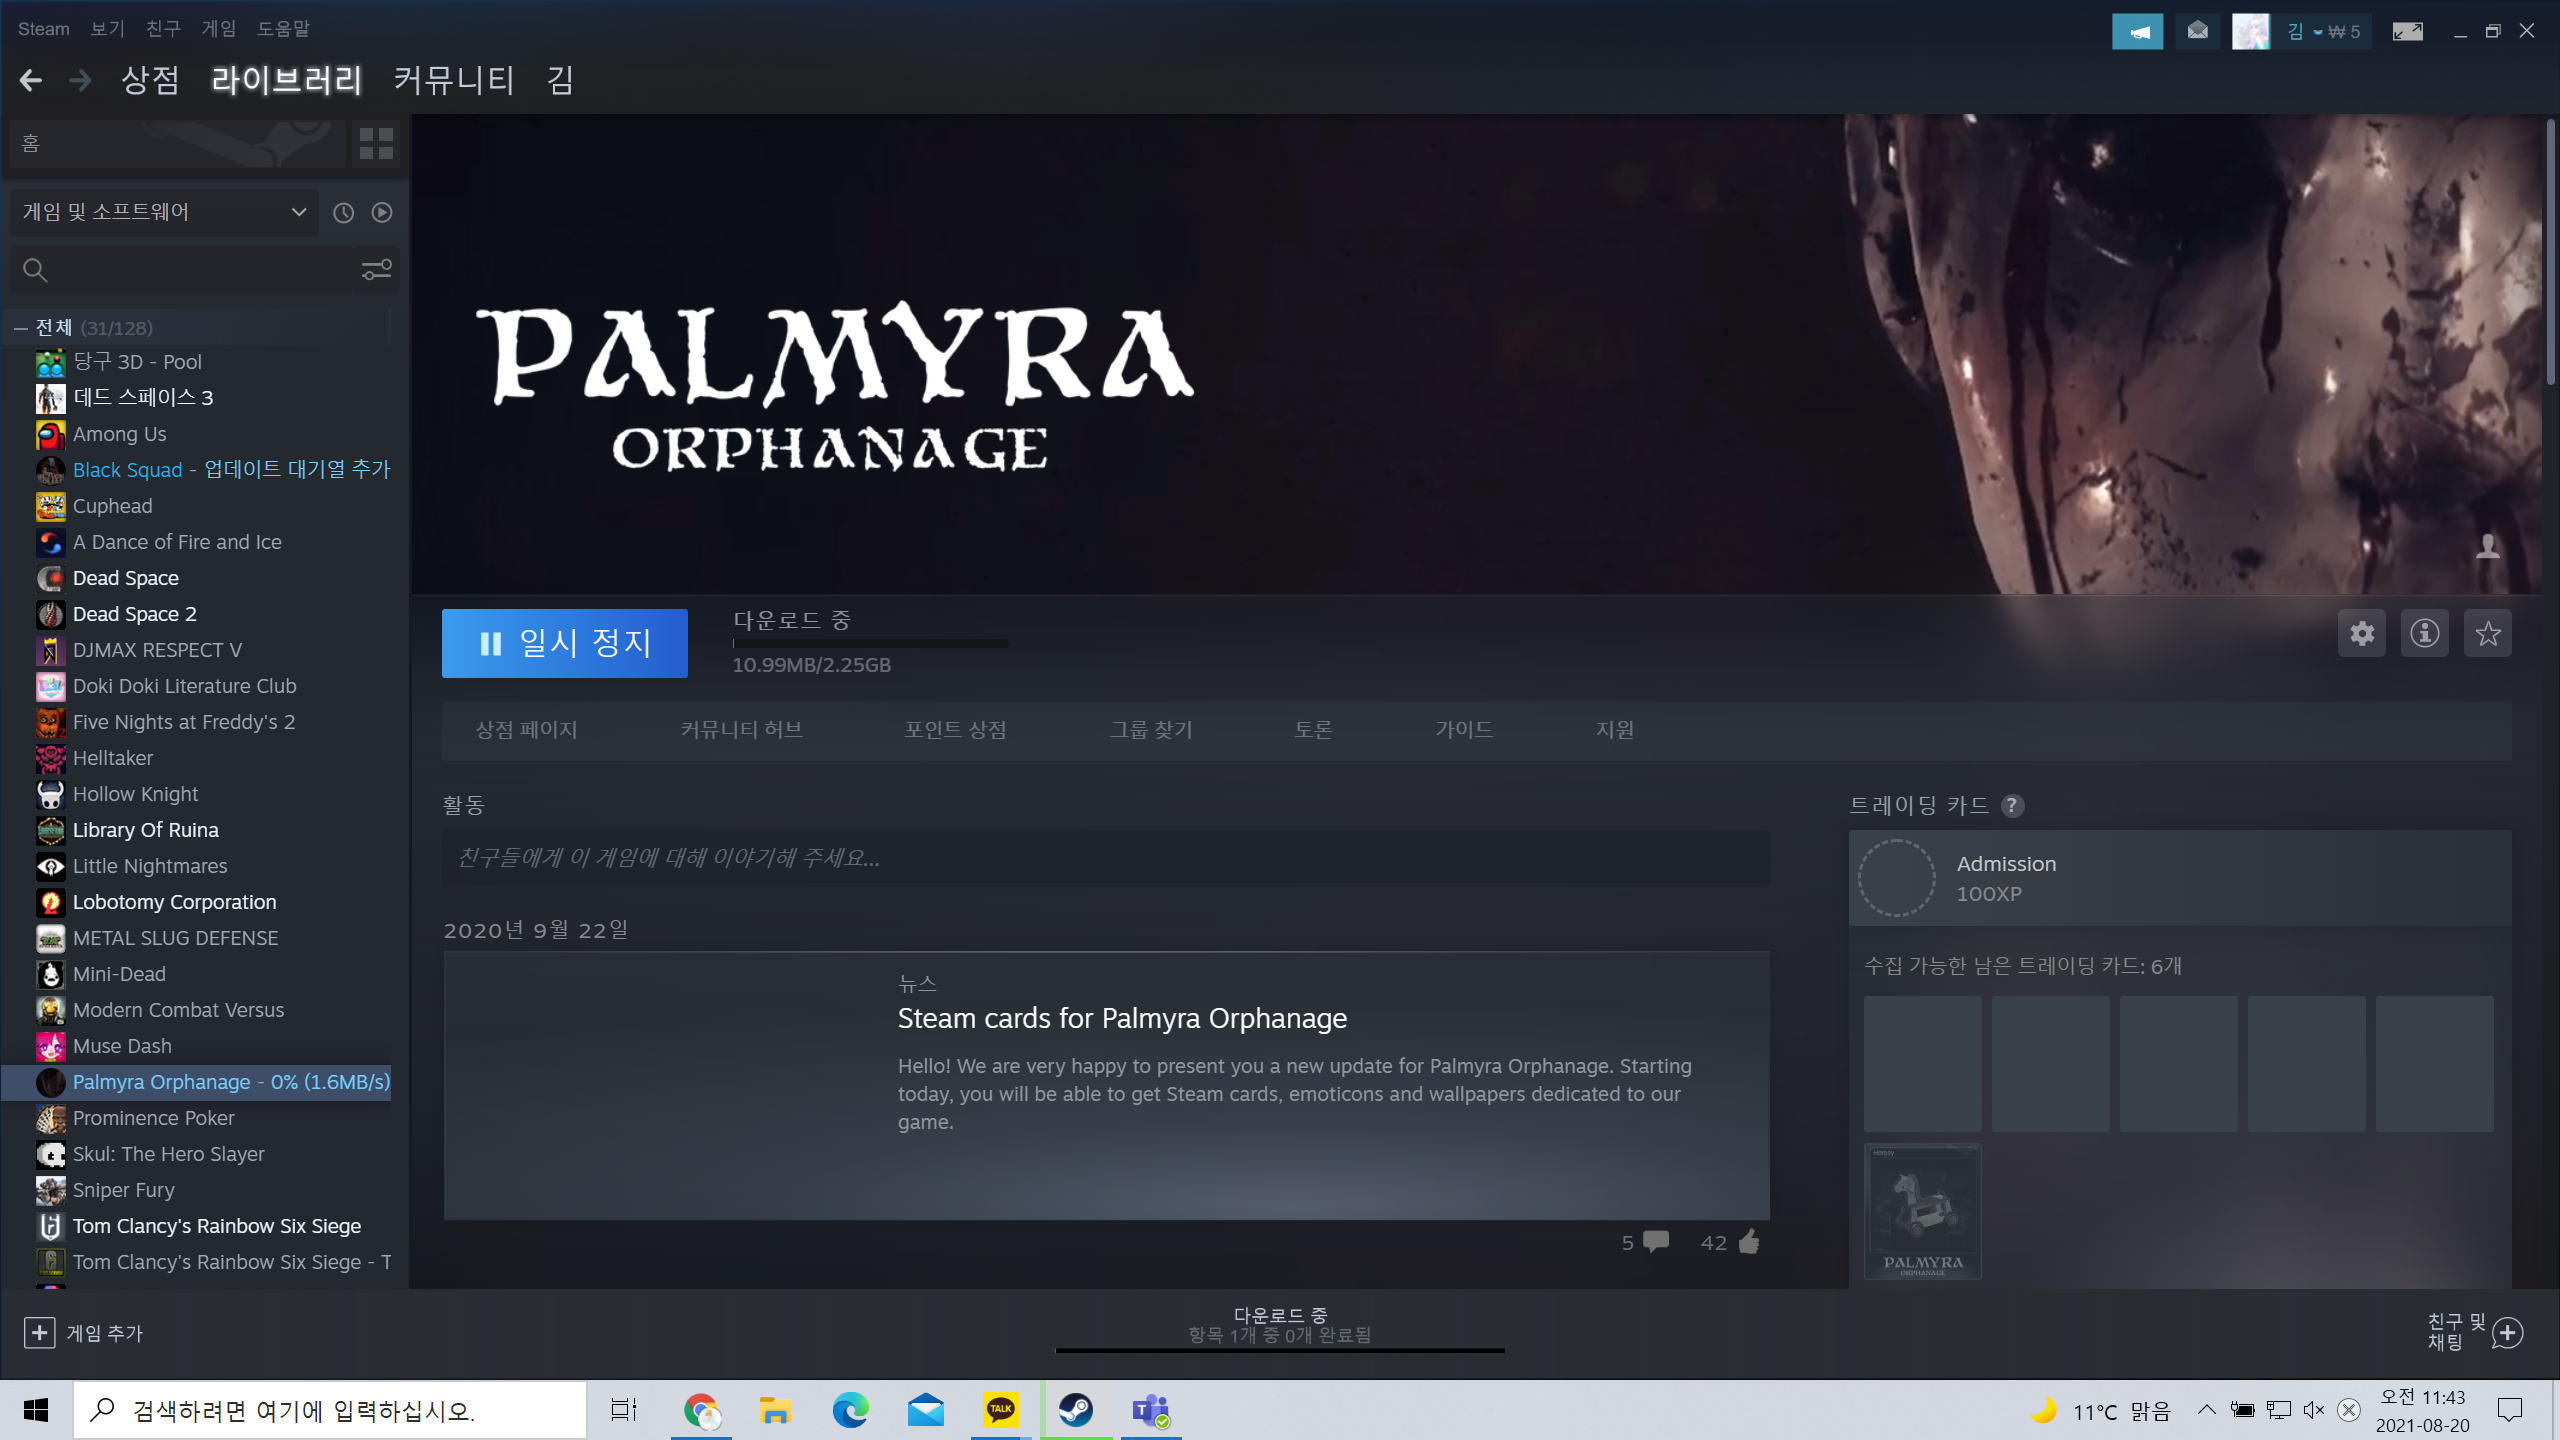 Steam 보기 친구 게임 도움말
김 ₩ 5
상점 라이브러리 커뮤니티 김
홈
게임 및 소프트웨어
전체 (31/128)
당구 3D - Pool
데드 스페이스 3
Among Us
Black Squad - 업데이트 대기열 추가
Cuphead
A Dance of Fire and Ice
Dead Space
Dead Space 2
DJMAX RESPECT V
Doki Doki Literature Club
Five Nights at Freddy's 2
Helltaker
Hollow Knight
Library Of Ruina
Little Nightmares
Lobotomy Corporation
METAL SLUG DEFENSE
Mini-Dead
Modern Combat Versus
Muse Dash
Palmyra Orphanage - 0% (1.6MB/s)
Prominence Poker
Skul: The Hero Slayer
Sniper Fury
Tom Clancy's Rainbow Six Siege
Tom Clancy's Rainbow Six Siege - T
PALMYRA
ORPHANAGE
일시 정지
다운로드 중
10.99MB/2.25GB
상점 페이지 커뮤니티 허브 포인트 상점 그룹 찾기 토론 가이드 지원
활동
친구들에게 이 게임에 대해 이야기해 주세요...
2020년 9월 22일
뉴스
Steam cards for Palmyra Orphanage
Hello! We are very happy to present you a new update for Palmyra Orphanage. Starting
today, you will be able to get Steam cards, emoticons and wallpapers dedicated to our
game.
5 42
트레이딩 카드 ?
Admission
100XP
수집 가능한 남은 트레이딩 카드: 6개
Horsey
PALMYRA
ORPHANAGE
게임 추가
다운로드 중
항목 1개 중 0개 완료됨
친구 및
채팅
검색하려면 여기에 입력하십시오.
TALK
11°C 맑음
오전 11:43
2021-08-20